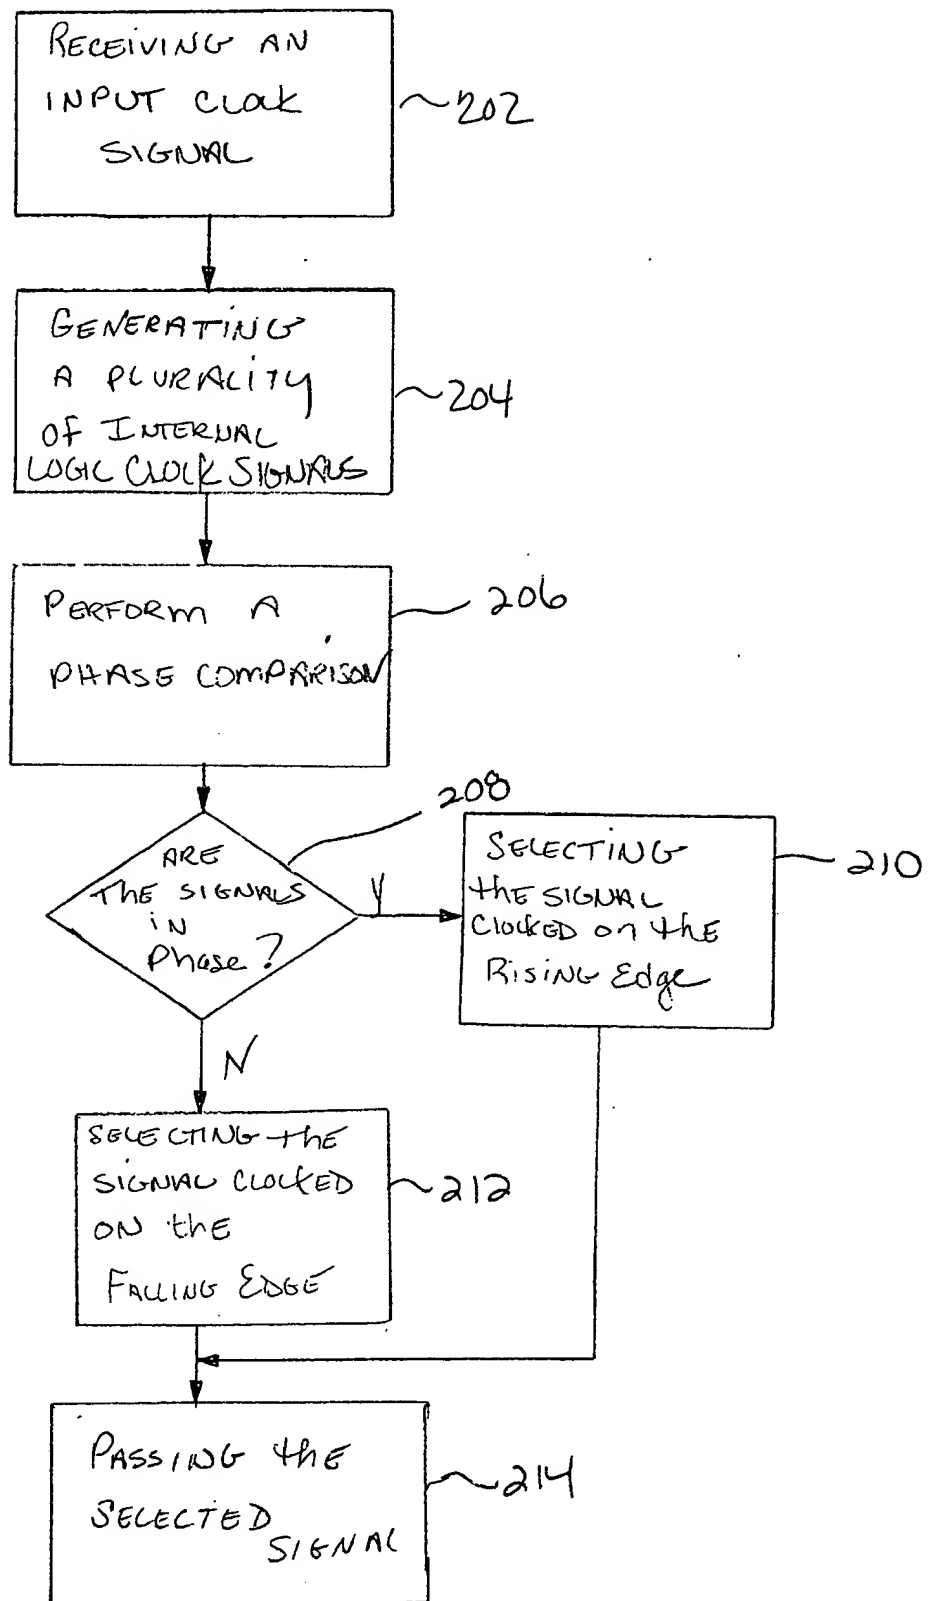 RECEIVING AN
INPUT CLOCK
SIGNAL
202
GENERATING
A PLURALITY
OF INTERNAL
LOGIC CLOCK SIGNALS
204
PERFORM A
PHASE COMPARISON
206
208
ARE
THE SIGNALS
iN
Phase?
Y
SELECTING
the SIGNAL
CLOCKED on the
Rising Edge
210
N
SELECTING the
SIGNAL CLOCKED
ON the
FALLING EDGE
212
PASSING the
SELECTED
SIGNAL
214